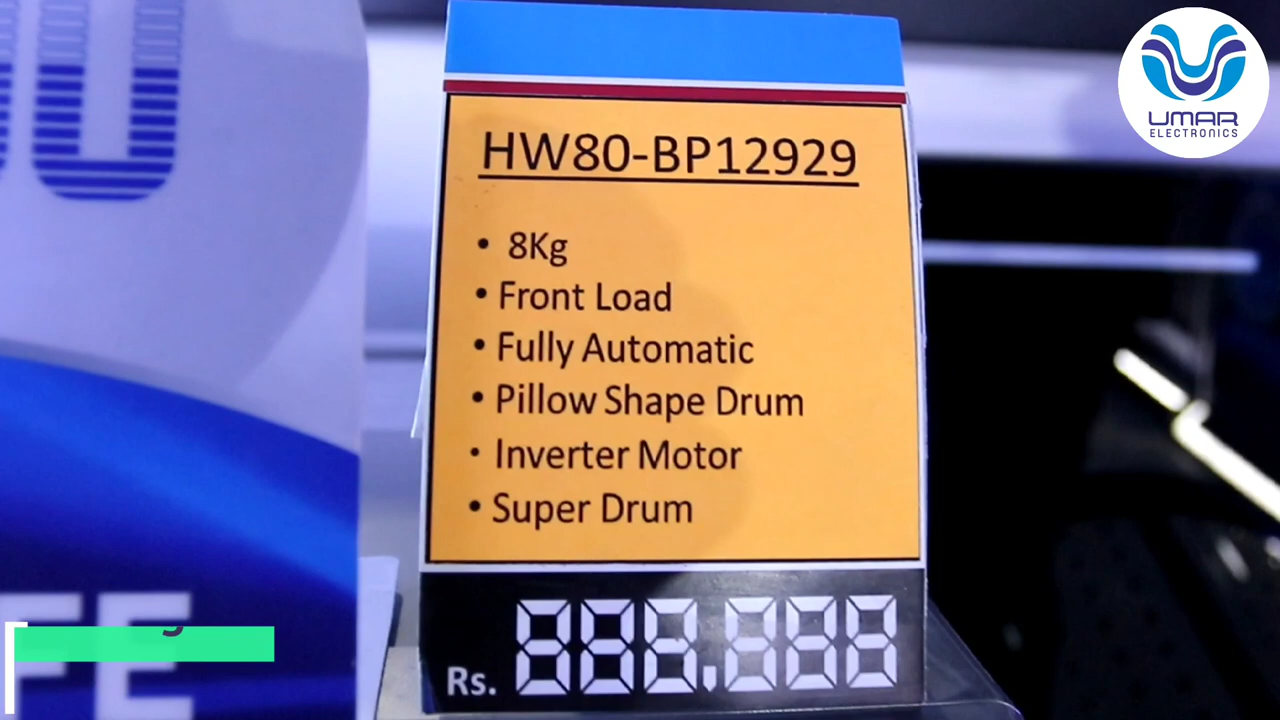 UMAR
ELECTRONICS
HW80-BP12929
• 8Kg
• Front Load
• Fully Automatic
• Pillow Shape Drum
• Inverter Motor
• Super Drum
Rs. 888,888